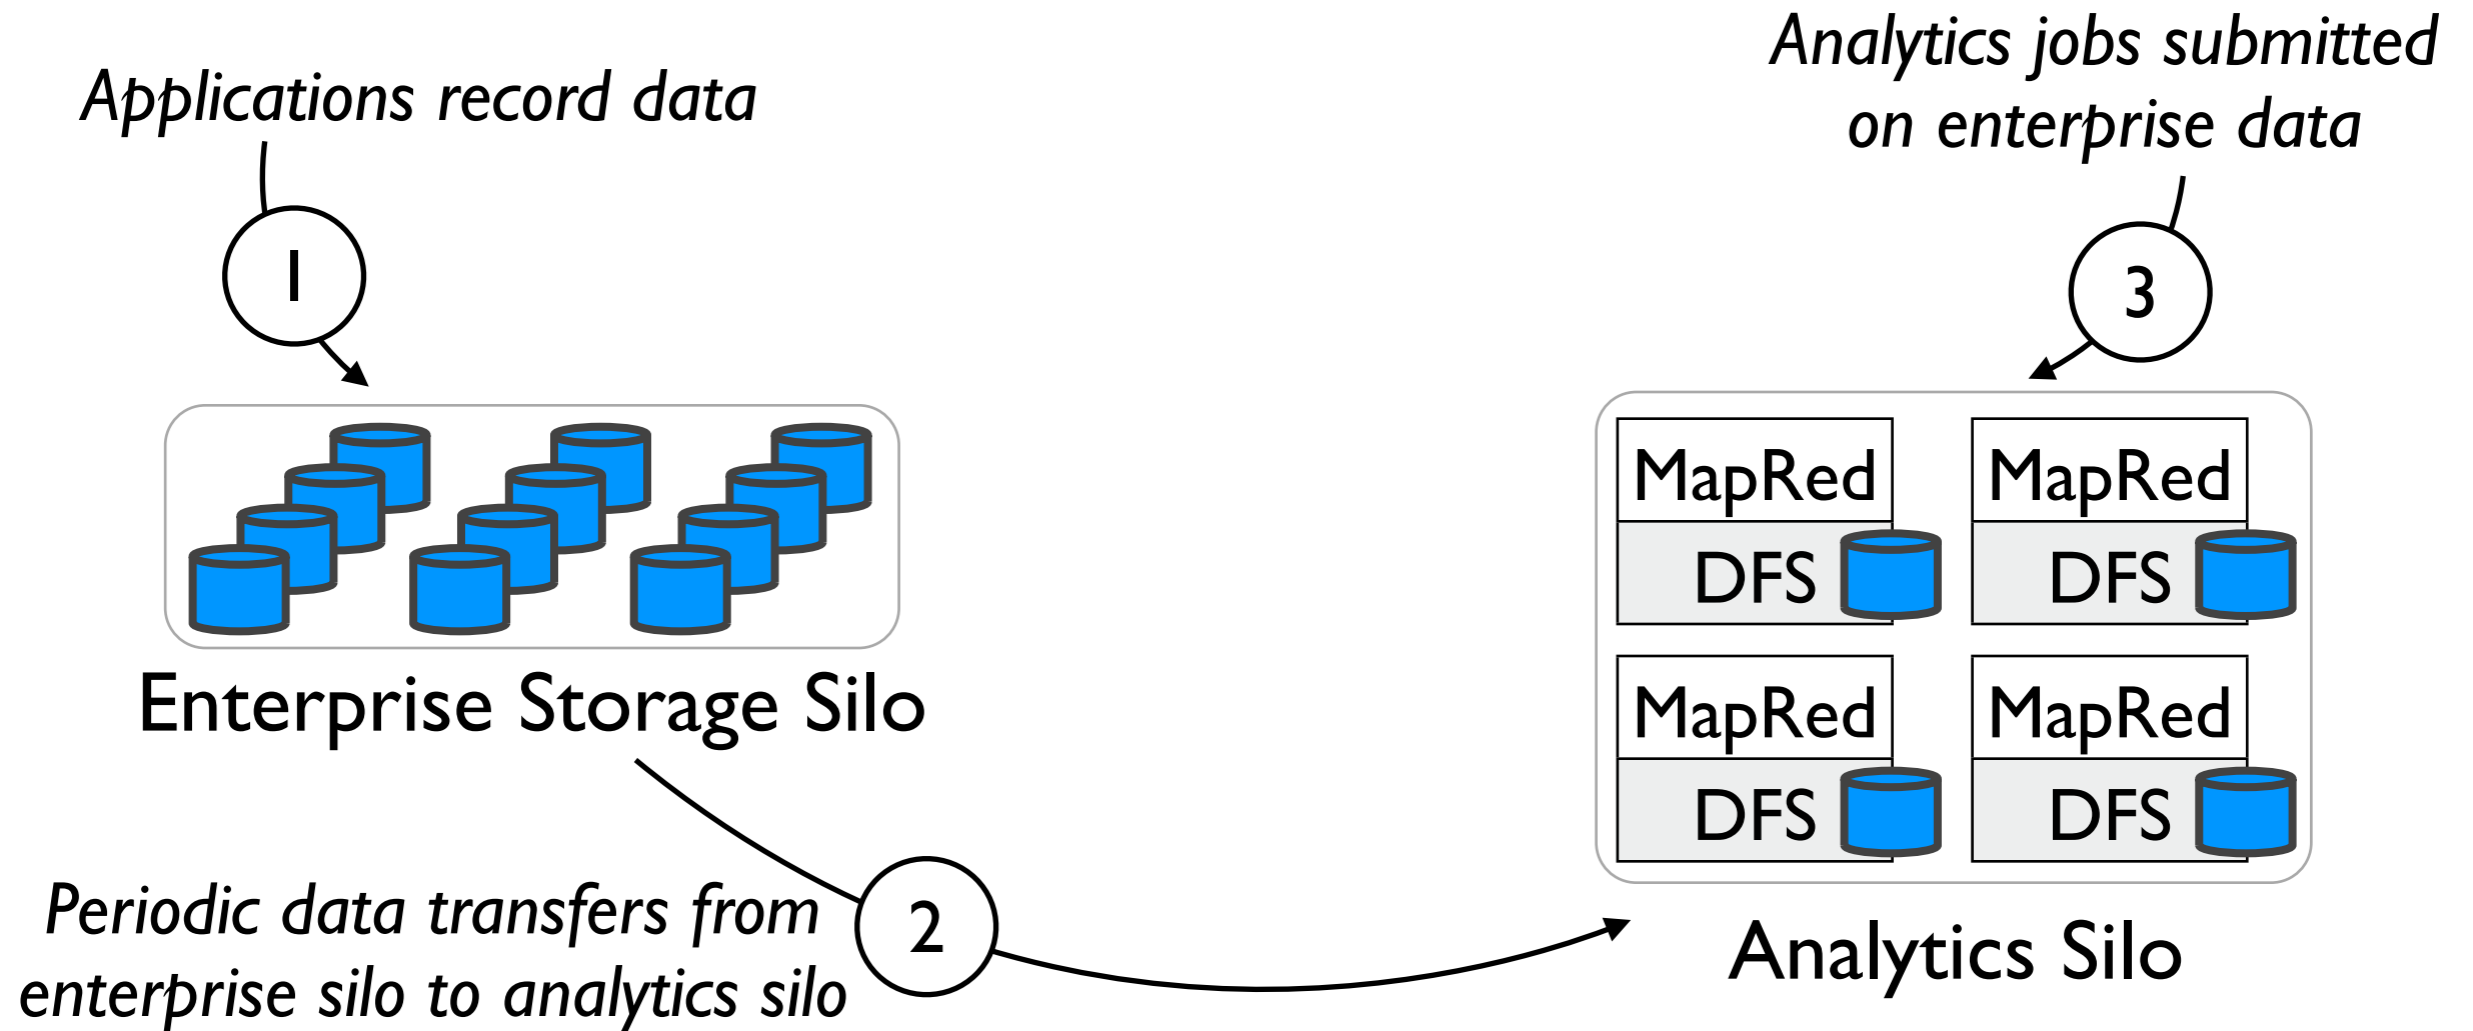 Applications record data
1
Analytics jobs submitted
on enterprise data
3
MapRed
MapRed
DFS
DFS
MapRed
MapRed
DFS
DFS
Enterprise Storage Silo
Periodic data transfers from
enterprise silo to analytics silo
2
Analytics Silo